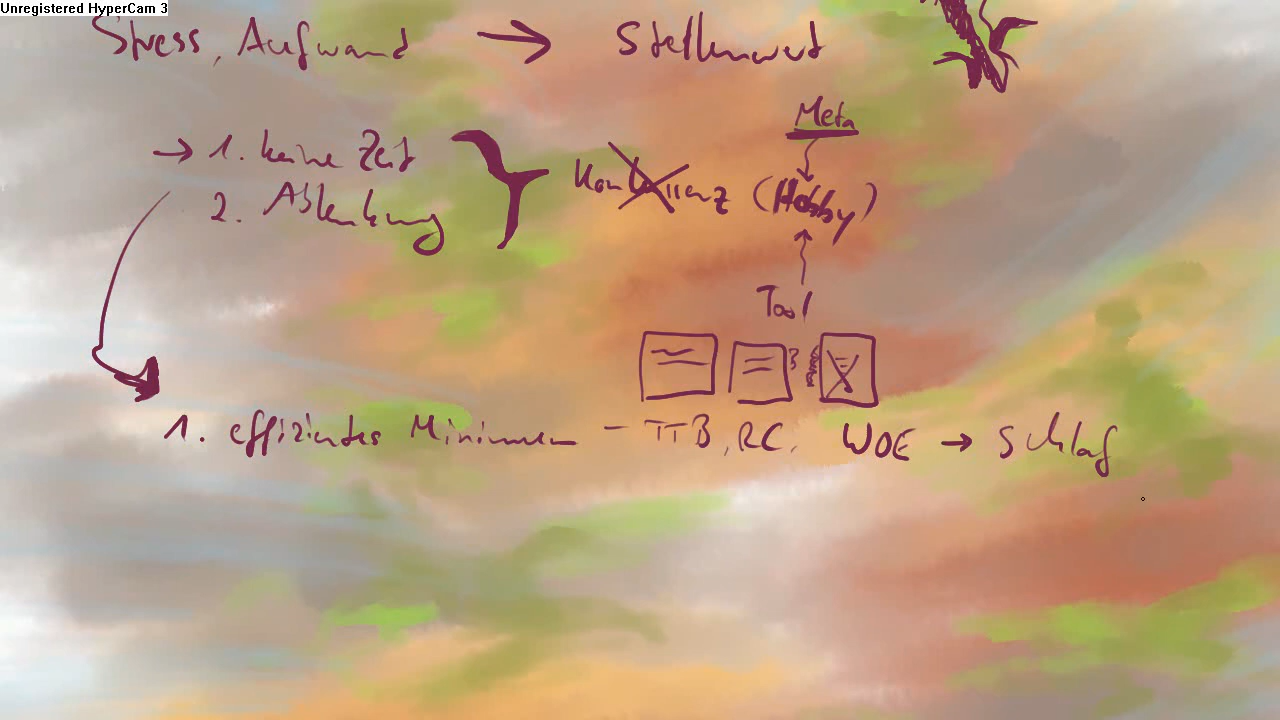 Unregistered HyperCam 3
Stress, Aufwand → Stellenwert
Meta
→ 1. keine Zeit
2. Ablenkung
Konkurrenz (Hobby)
Tool
1. effizientes Minimum - TTB, RC, WOE → Schlaf